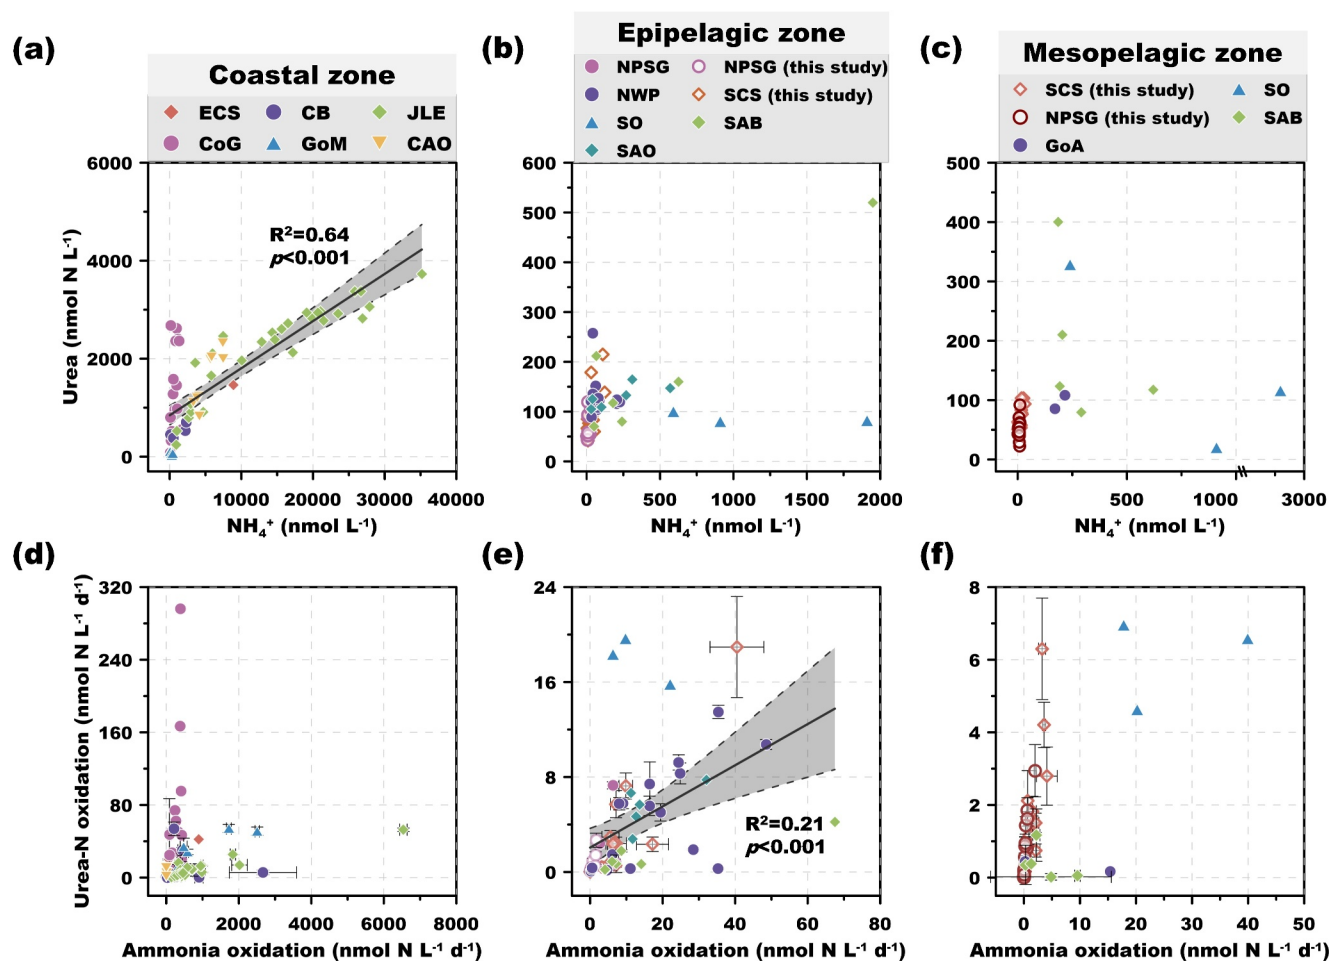 (a)
Coastal zone
ECS CB JLE
CoG GoM CAO
6000
4000
2000
0
Urea (nmol N L⁻¹)
R²=0.64
p<0.001
0 10000 20000 30000 40000
NH₄⁺ (nmol L⁻¹)
(b)
Epipelagic zone
NPSG NPSG (this study)
NWP SCS (this study)
SO SAB
SAO
600
500
400
300
200
100
0
0 500 1000 1500 2000
NH₄⁺ (nmol L⁻¹)
(c)
Mesopelagic zone
SCS (this study) SO
NPSG (this study) SAB
GoA
500
400
300
200
100
0
0 500 1000 3000
NH₄⁺ (nmol L⁻¹)
(d)
320
240
160
80
0
Urea-N oxidation (nmol N L⁻¹ d⁻¹)
0 2000 4000 6000 8000
Ammonia oxidation (nmol N L⁻¹ d⁻¹)
(e)
24
16
8
0
R²=0.21
p<0.001
0 20 40 60 80
Ammonia oxidation (nmol N L⁻¹ d⁻¹)
(f)
8
6
4
2
0
0 10 20 30 40 50
Ammonia oxidation (nmol N L⁻¹ d⁻¹)